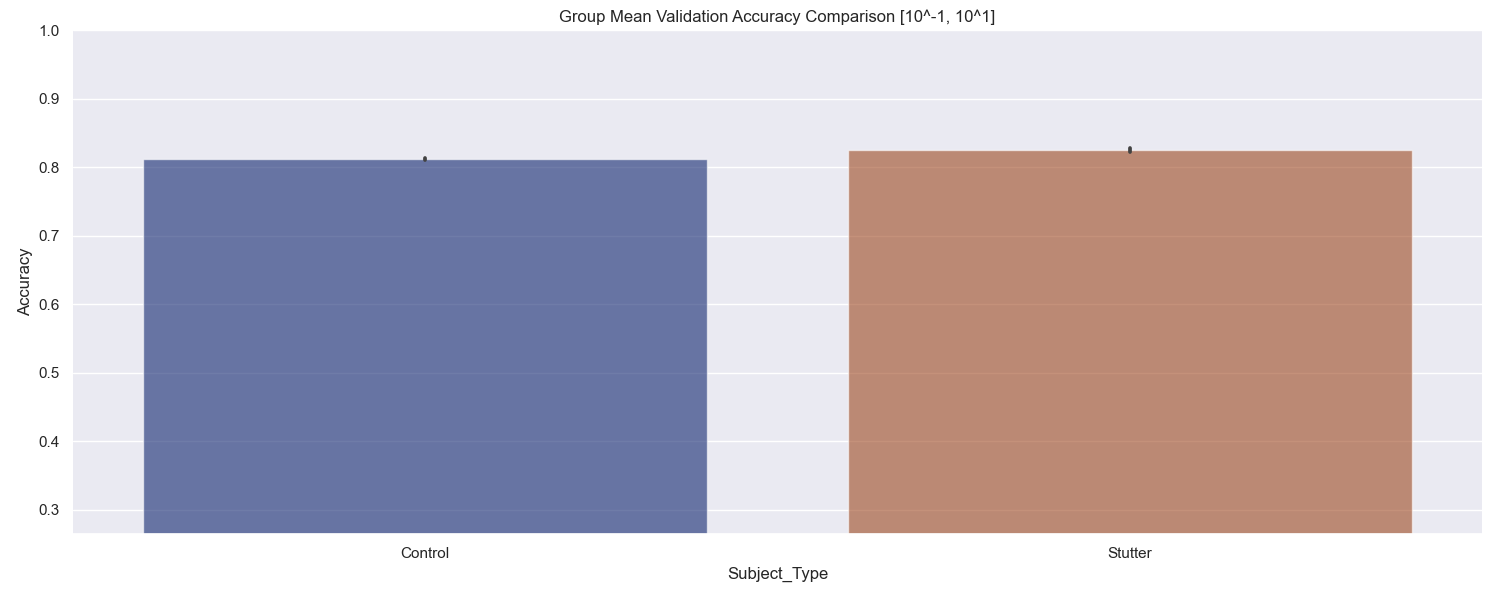 Group Mean Validation Accuracy Comparison [10^-1, 10^1]
1.0
0.9
0.8
0.7
0.6
0.5
0.4
0.3
Accuracy
Control
Stutter
Subject_Type